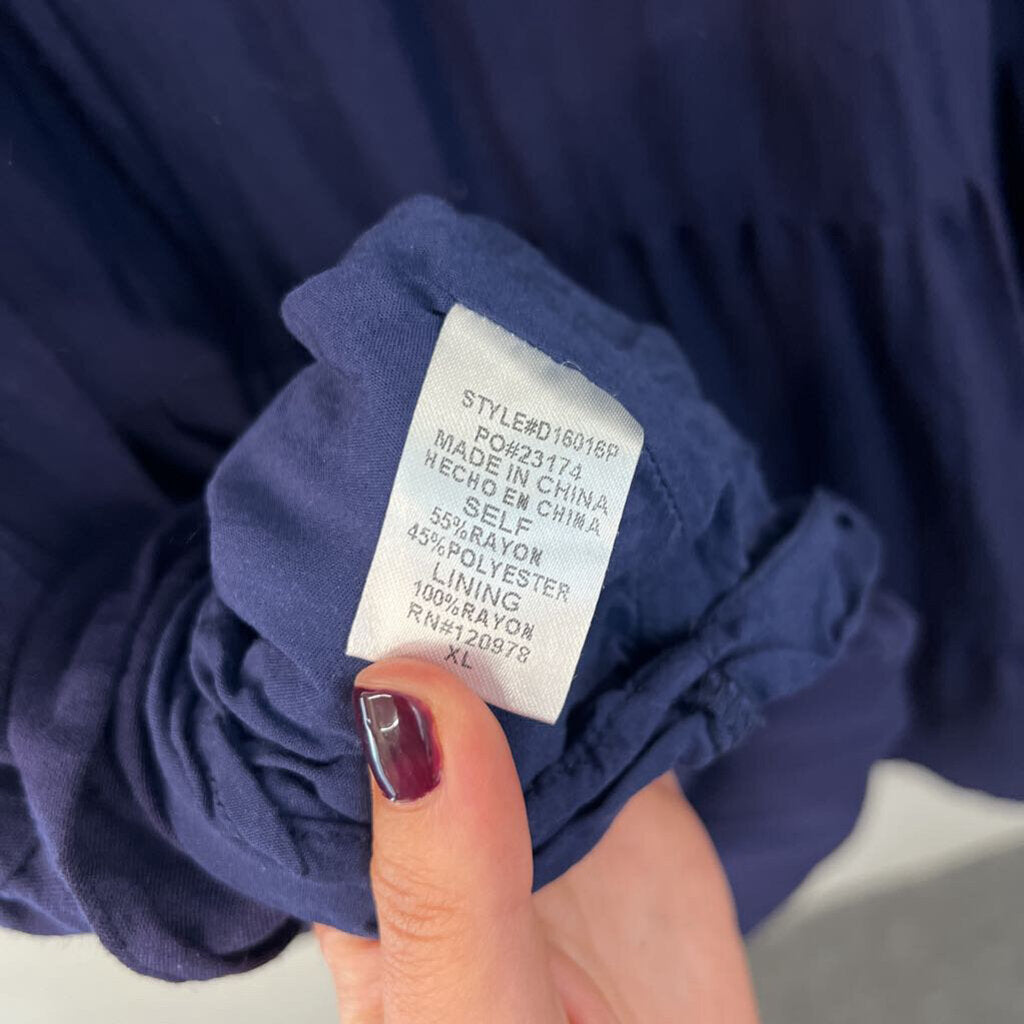 STYLE#D16016P
PO#23174
MADE IN CHINA
HECHO EN CHINA
SELF
55%RAYON
45%POLYESTER
LINING
100%RAYON
RN#120978
XL